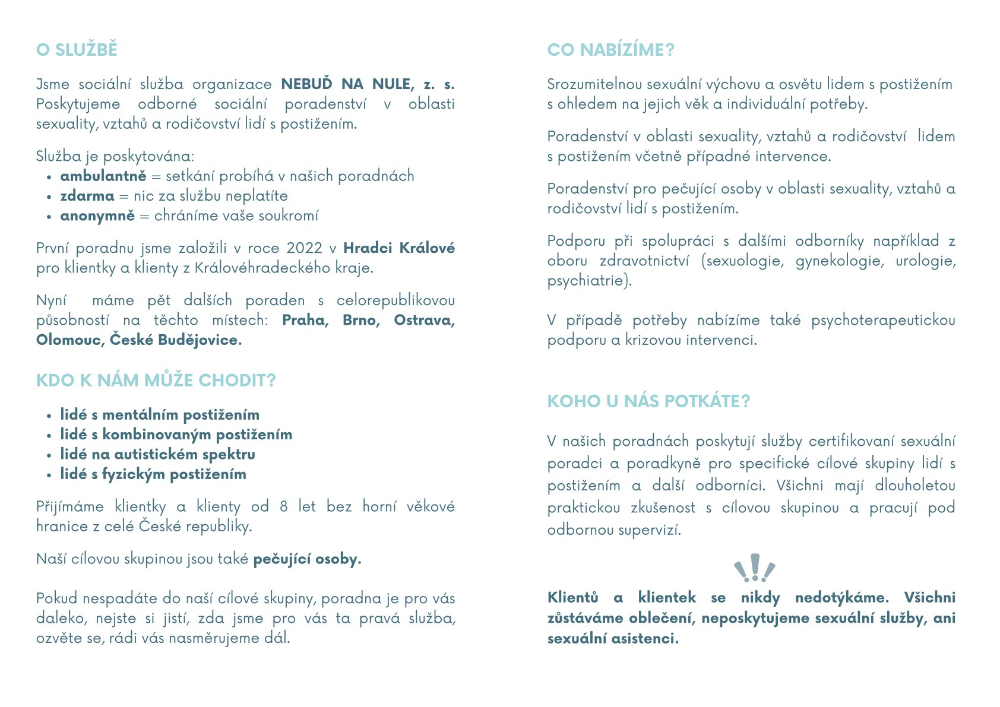 O SLUŽBĚ
Jsme sociální služba organizace NEBUĎ NA NULE, z. s.
Poskytujeme odborné sociální poradenství v oblasti
sexuality, vztahů a rodičovství lidí s postižením.
Služba je poskytována:
• ambulantně = setkání probíhá v našich poradnách
• zdarma = nic za službu neplatíte
• anonymně = chráníme vaše soukromí
První poradnu jsme založili v roce 2022 v Hradci Králové
pro klientky a klienty z Královéhradeckého kraje.
Nyní máme pět dalších poraden s celorepublikovou
působností na těchto místech: Praha, Brno, Ostrava,
Olomouc, České Budějovice.
KDO K NÁM MŮŽE CHODIT?
• lidé s mentálním postižením
• lidé s kombinovaným postižením
• lidé na autistickém spektru
• lidé s fyzickým postižením
Přijímáme klientky a klienty od 8 let bez horní věkové
hranice z celé České republiky.
Naší cílovou skupinou jsou také pečující osoby.
Pokud nespadáte do naší cílové skupiny, poradna je pro vás
daleko, nejste si jistí, zda jsme pro vás ta pravá služba,
ozvěte se, rádi vás nasměrujeme dál.
CO NABÍZÍME?
Srozumitelnou sexuální výchovu a osvětu lidem s postižením
s ohledem na jejich věk a individuální potřeby.
Poradenství v oblasti sexuality, vztahů a rodičovství lidem
s postižením včetně případné intervence.
Poradenství pro pečující osoby v oblasti sexuality, vztahů a
rodičovství lidí s postižením.
Podporu při spolupráci s dalšími odborníky například z
oboru zdravotnictví (sexuologie, gynekologie, urologie,
psychiatrie).
V případě potřeby nabízíme také psychoterapeutickou
podporu a krizovou intervenci.
KOHO U NÁS POTKÁTE?
V našich poradnách poskytují služby certifikovaní sexuální
poradci a poradkyně pro specifické cílové skupiny lidí s
postižením a další odborníci. Všichni mají dlouholetou
praktickou zkušenost s cílovou skupinou a pracují pod
odbornou supervizí.
!!!
Klientů a klientek se nikdy nedotýkáme. Všichni
zůstáváme oblečení, neposkytujeme sexuální služby, ani
sexuální asistenci.